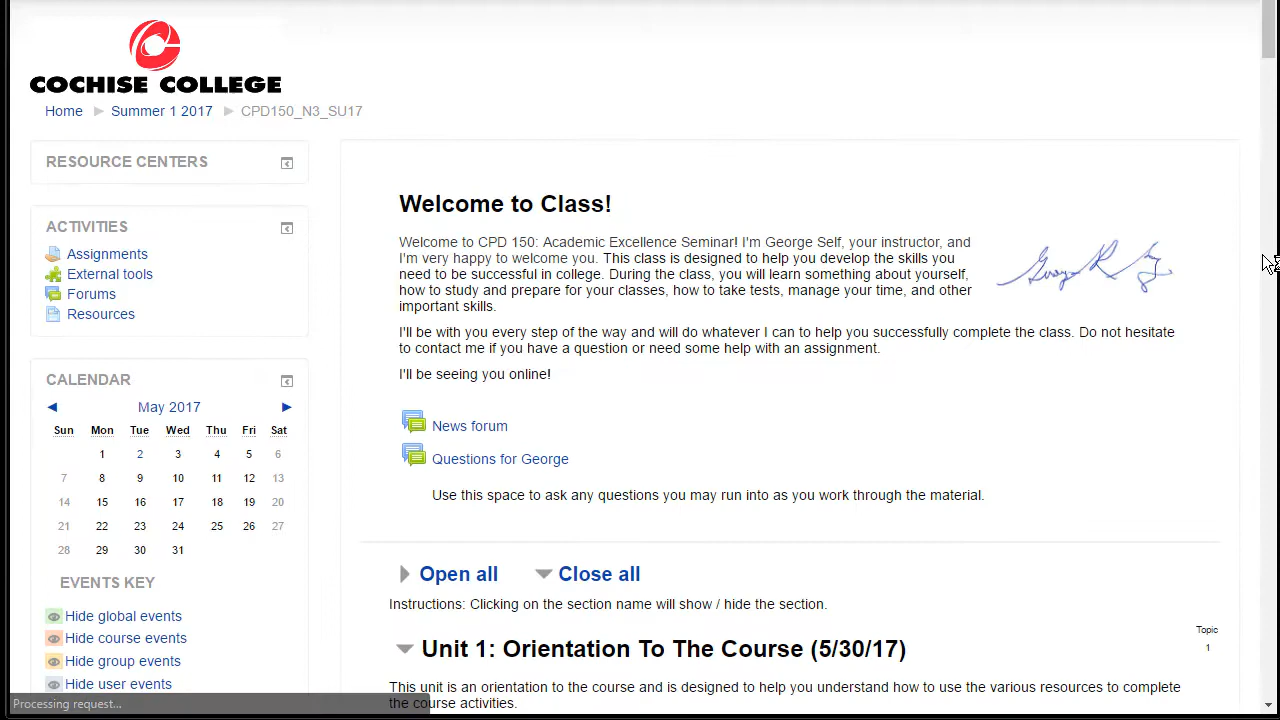 COCHISE COLLEGE
Home Summer 1 2017 CPD150_N3_SU17
RESOURCE CENTERS
ACTIVITIES
Assignments
External tools
Forums
Resources
CALENDAR
May 2017
Sun Mon Tue Wed Thu Fri Sat
1 2 3 4 5 6
7 8 9 10 11 12 13
14 15 16 17 18 19 20
21 22 23 24 25 26 27
28 29 30 31
EVENTS KEY
Hide global events
Hide course events
Hide group events
Hide user events
Processing request...
Welcome to Class!
Welcome to CPD 150: Academic Excellence Seminar! I'm George Self, your instructor, and
I'm very happy to welcome you. This class is designed to help you develop the skills you
need to be successful in college. During the class, you will learn something about yourself,
how to study and prepare for your classes, how to take tests, manage your time, and other
important skills.
I'll be with you every step of the way and will do whatever I can to help you successfully complete the class. Do not hesitate
to contact me if you have a question or need some help with an assignment.
I'll be seeing you online!
News forum
Questions for George
Use this space to ask any questions you may run into as you work through the material.
Open all Close all
Instructions: Clicking on the section name will show / hide the section.
Unit 1: Orientation To The Course (5/30/17)
Topic
1
This unit is an orientation to the course and is designed to help you understand how to use the various resources to complete
the course activities.